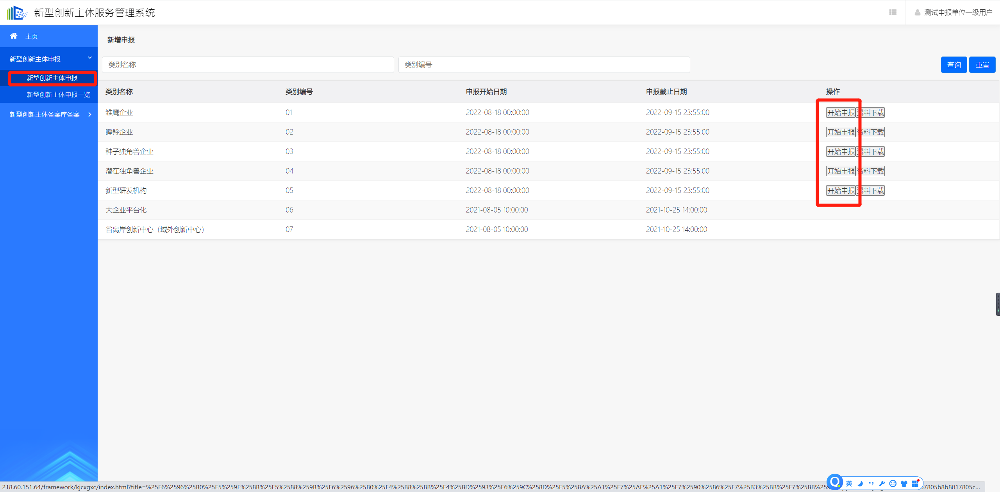 新型创新主体服务管理系统
测试申报单位一级用户
主页
新型创新主体申报
新型创新主体申报
新型创新主体申报一览
新型创新主体备案库备案
新增申报
类别名称 类别编号 查询 重置
类别名称 类别编号 申报开始日期 申报截止日期 操作
雏鹰企业 01 2022-08-18 00:00:00 2022-09-15 23:55:00 开始申报 资料下载
瞪羚企业 02 2022-08-18 00:00:00 2022-09-15 23:55:00 开始申报 资料下载
种子独角兽企业 03 2022-08-18 00:00:00 2022-09-15 23:55:00 开始申报 资料下载
潜在独角兽企业 04 2022-08-18 00:00:00 2022-09-15 23:55:00 开始申报 资料下载
新型研发机构 05 2022-08-18 00:00:00 2022-09-15 23:55:00 开始申报 资料下载
大企业平台化 06 2021-08-05 10:00:00 2021-10-25 14:00:00
省离岸创新中心（域外创新中心） 07 2021-08-05 10:00:00 2021-10-25 14:00:00
218.60.151.64/framework/kjcxgxc/index.html?title=%25E6%2596%25B0%25E5%259E%258B%25E5%2588%259B%25E6%2596%25B0%25E4%25B8%25BB%25E4%25BD%2593%25E6%259C%258D%25E5%258A%25A1%25E7%25AE%25A1%25E7%2590%2586%25E7%25B3%25BB%25E7%25BB%259 英 7805b8b8017805c...